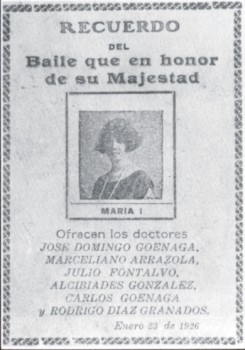 RECUERDO
DEL
Baile que en honor
de su Majestad
MARIA I
Ofrecen los doctores
JOSE DOMINGO GOENAGA,
MARCELIANO ARRAZOLA,
JULIO FONTALVO,
ALCIBIADES GONZALEZ,
CARLOS GOENAGA
y RODRIGO DIAZ GRANADOS.
Enero 23 de 1926